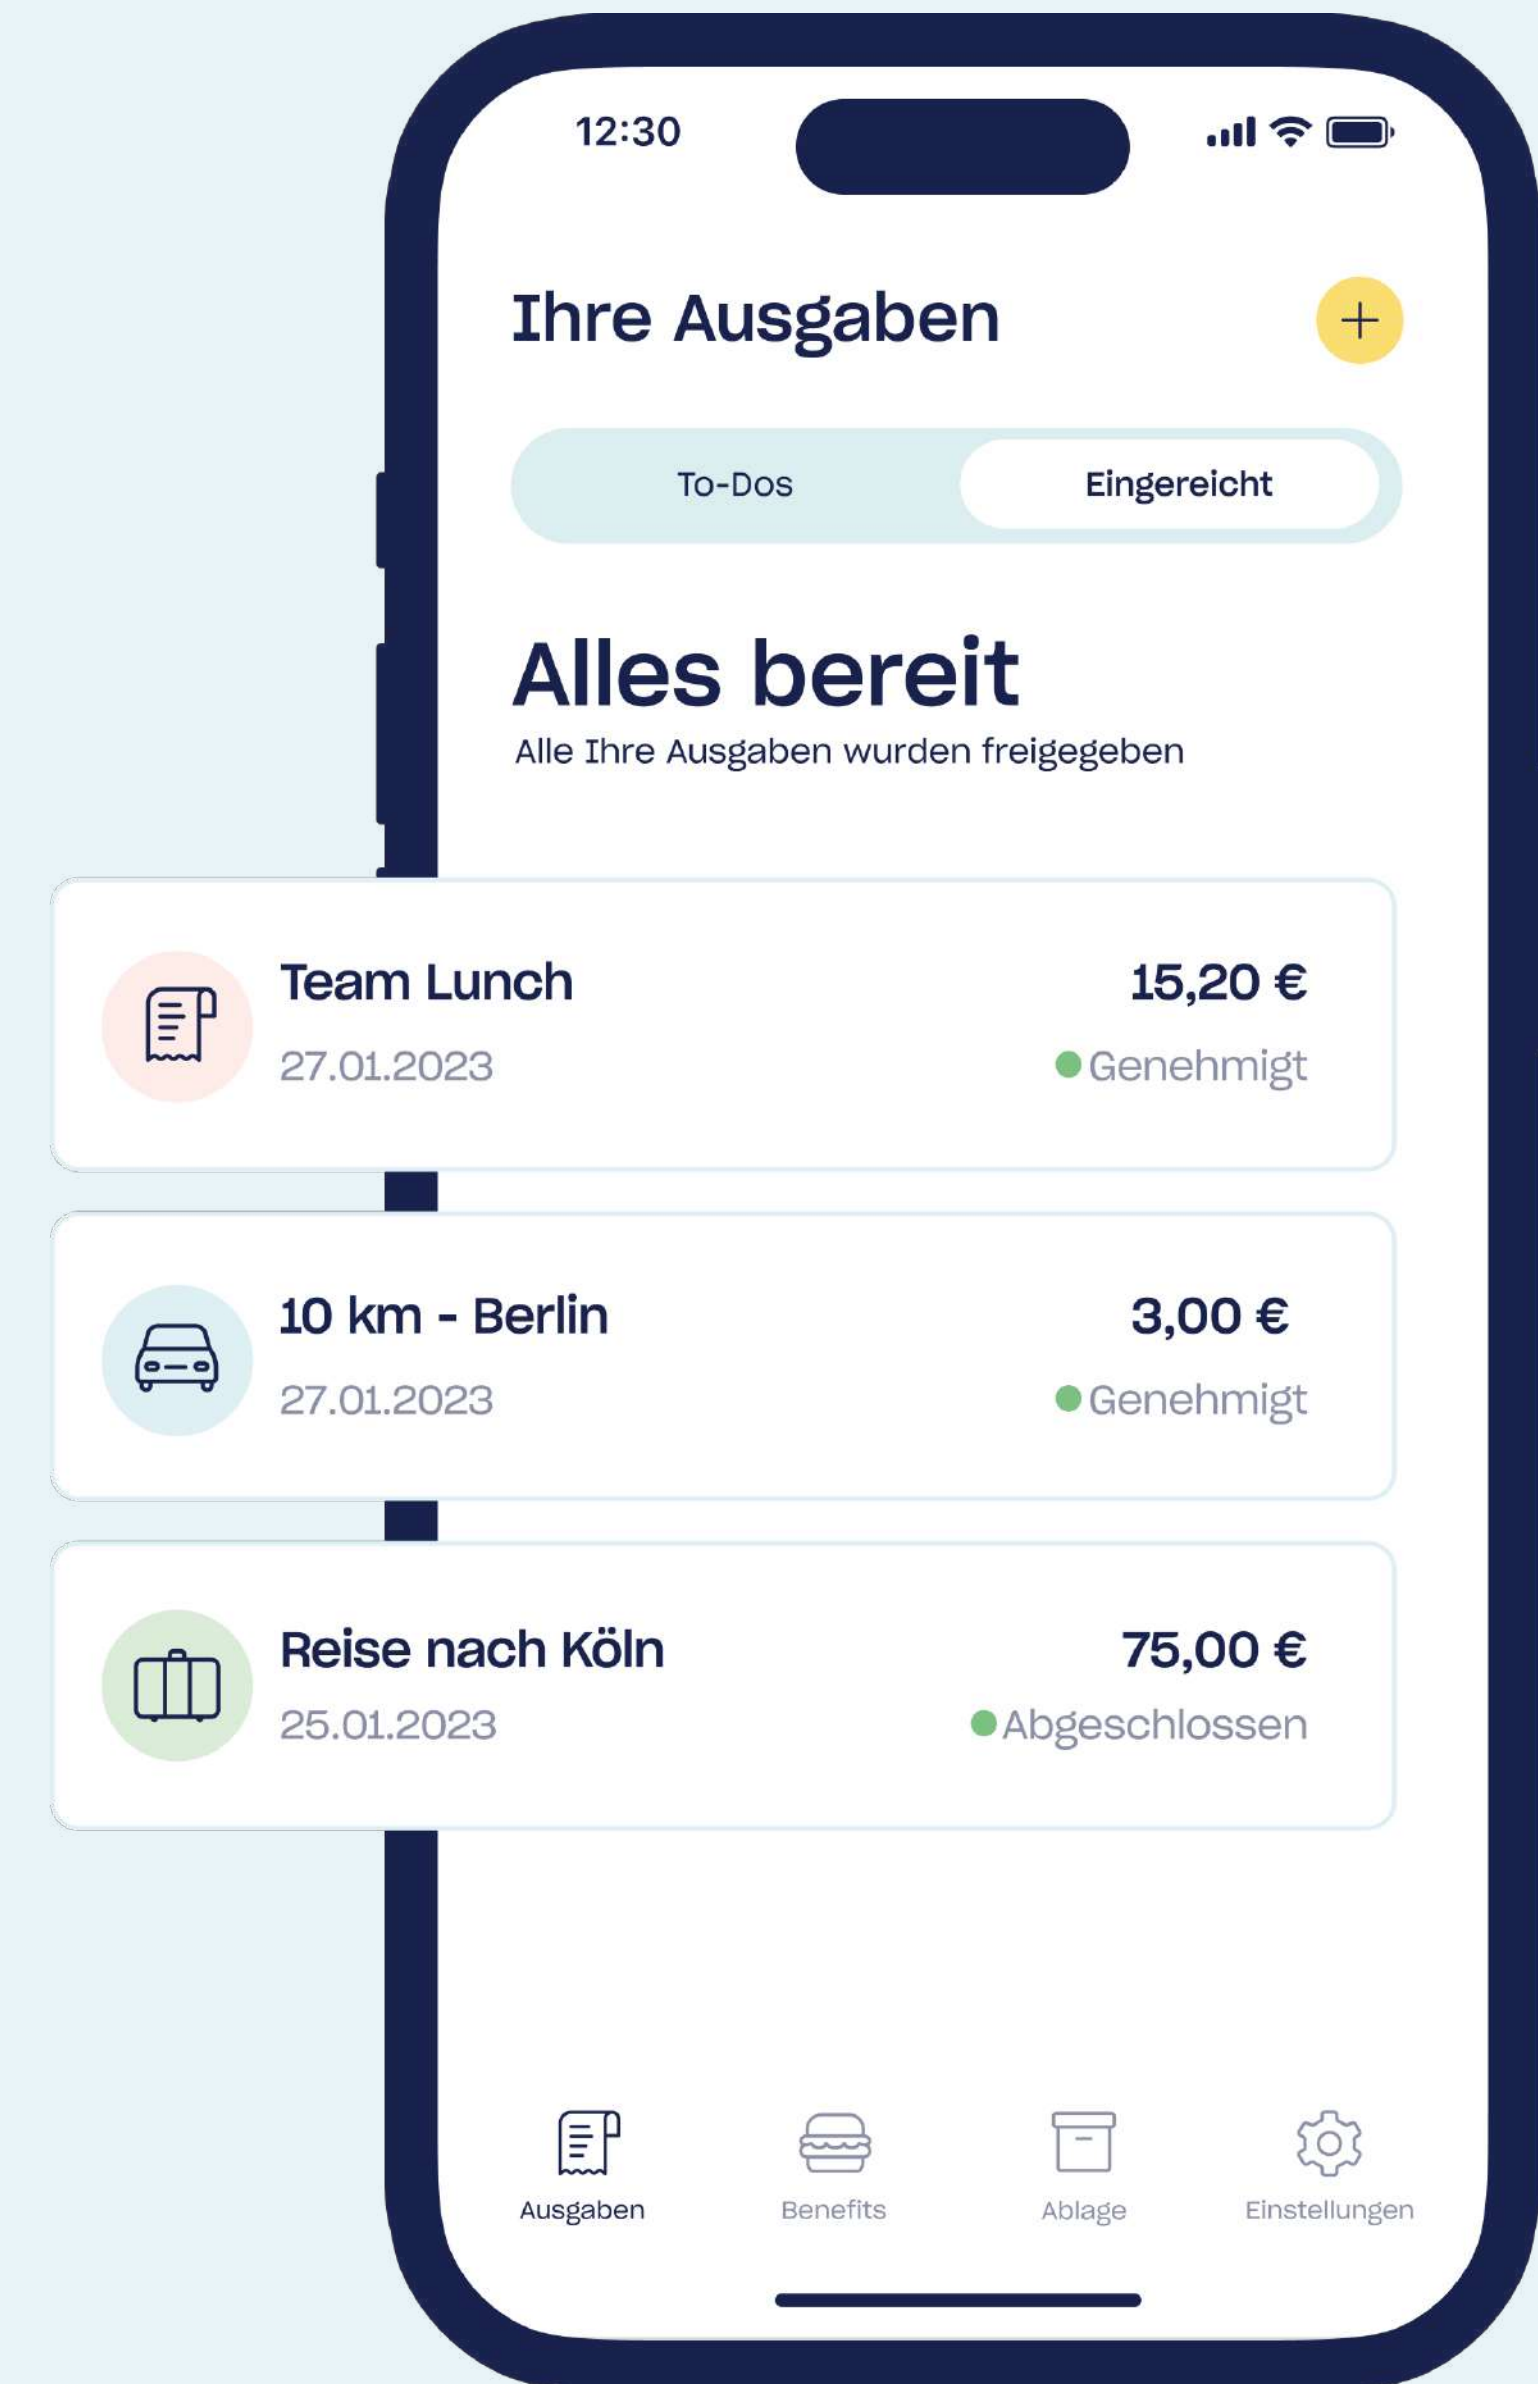 12:30
Ihre Ausgaben
+
To-Dos Eingereicht
Alles bereit
Alle Ihre Ausgaben wurden freigegeben
Team Lunch 15,20 €
27.01.2023 Genehmigt
10 km - Berlin 3,00 €
27.01.2023 Genehmigt
Reise nach Köln 75,00 €
25.01.2023 Abgeschlossen
Ausgaben Benefits Ablage Einstellungen